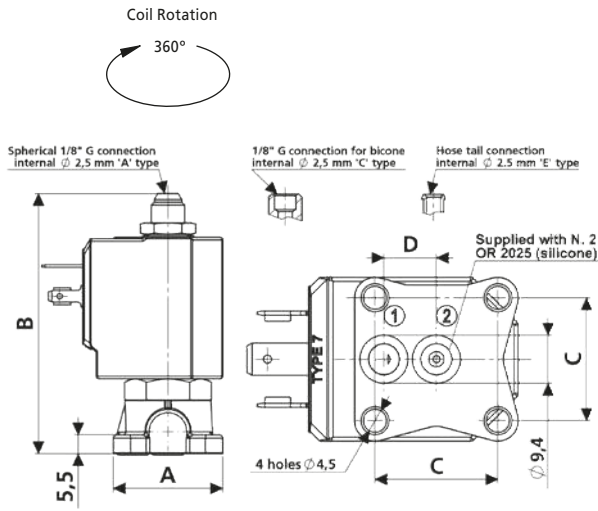 Coil Rotation
360°
Spherical 1/8" G connection
internal ∅ 2,5 mm 'A' type
1/8" G connection for bicone
internal ∅ 2,5 mm 'C' type
Hose tail connection
internal ∅ 2.5 mm 'E' type
D
Supplied with N. 2
OR 2025 (silicone)
1
2
B
TYPE 7
C
A
5,5
4 holes ∅4,5
C
∅ 9,4